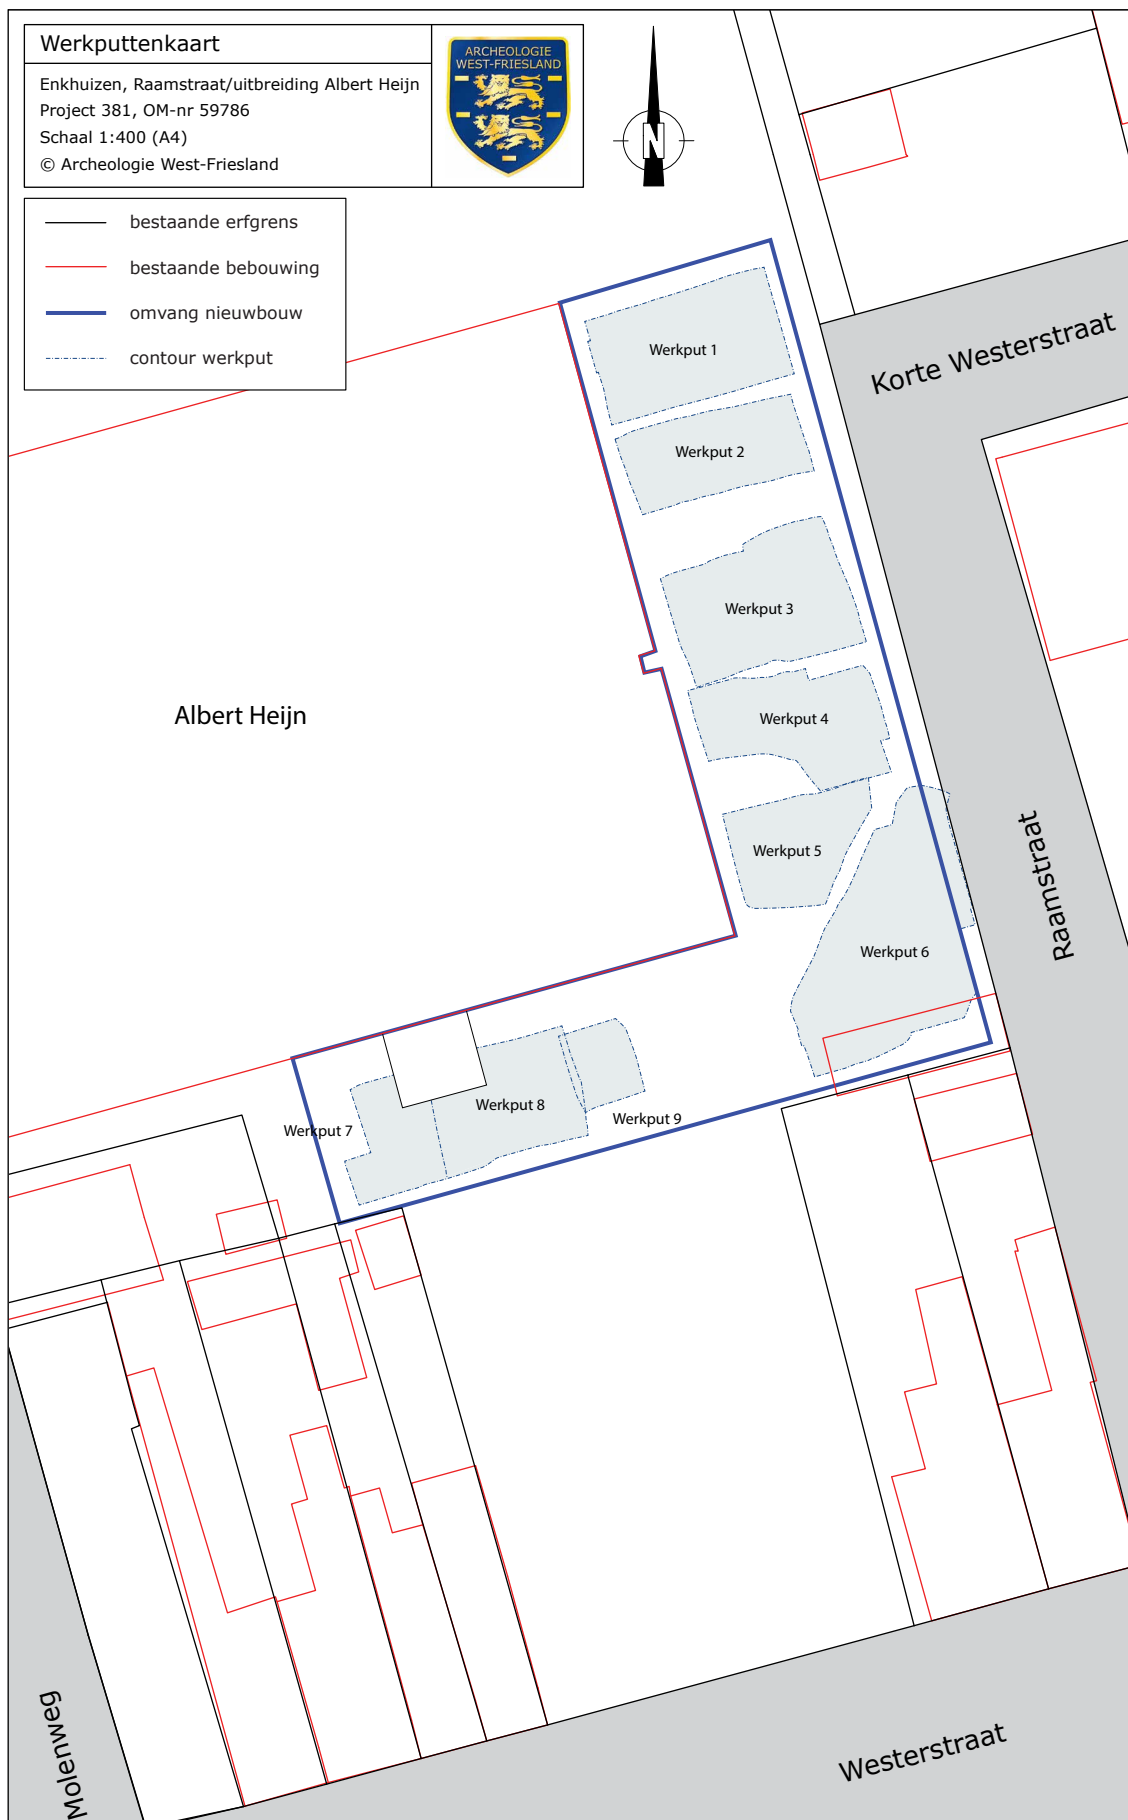 Werkputtenkaart
Enkhuizen, Raamstraat/uitbreiding Albert Heijn
Project 381, OM-nr 59786
Schaal 1:400 (A4)
© Archeologie West-Friesland
ARCHEOLOGIE
WEST-FRIESLAND
N
bestaande erfgrens
bestaande bebouwing
omvang nieuwbouw
contour werkput
Korte Westerstraat
Werkput 1
Werkput 2
Werkput 3
Albert Heijn
Werkput 4
Werkput 5
Raamstraat
Werkput 6
Werkput 7
Werkput 8
Werkput 9
Molenweg
Westerstraat